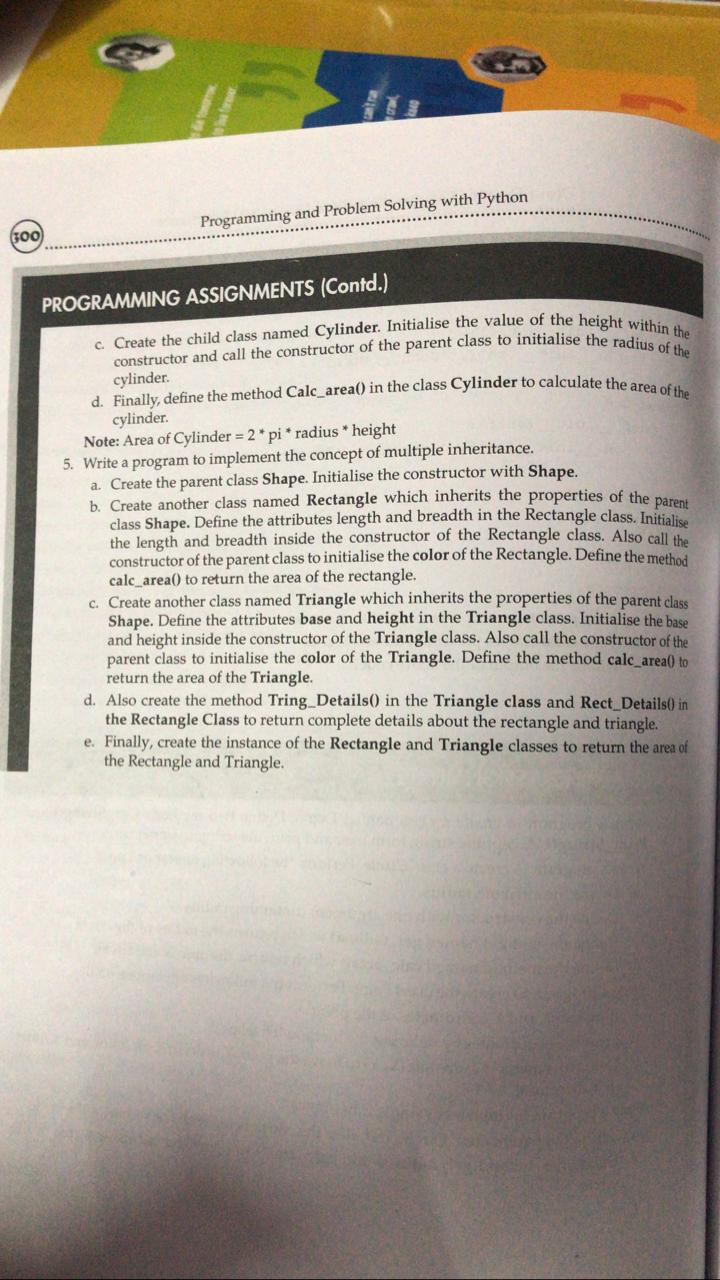 die tomorrow.
to live forever.
can't run
crawl,
keep
300
Programming and Problem Solving with Python
PROGRAMMING ASSIGNMENTS (Contd.)
c. Create the child class named Cylinder. Initialise the value of the height within the
constructor and call the constructor of the parent class to initialise the radius of the
cylinder.
d. Finally, define the method Calc_area() in the class Cylinder to calculate the area of the
cylinder.
Note: Area of Cylinder = 2 * pi * radius * height
5. Write a program to implement the concept of multiple inheritance.
a. Create the parent class Shape. Initialise the constructor with Shape.
b. Create another class named Rectangle which inherits the properties of the parent
class Shape. Define the attributes length and breadth in the Rectangle class. Initialise
the length and breadth inside the constructor of the Rectangle class. Also call the
constructor of the parent class to initialise the color of the Rectangle. Define the method
calc_area() to return the area of the rectangle.
c. Create another class named Triangle which inherits the properties of the parent class
Shape. Define the attributes base and height in the Triangle class. Initialise the base
and height inside the constructor of the Triangle class. Also call the constructor of the
parent class to initialise the color of the Triangle. Define the method calc_area() to
return the area of the Triangle.
d. Also create the method Tring_Details() in the Triangle class and Rect_Details() in
the Rectangle Class to return complete details about the rectangle and triangle.
e. Finally, create the instance of the Rectangle and Triangle classes to return the area of
the Rectangle and Triangle.